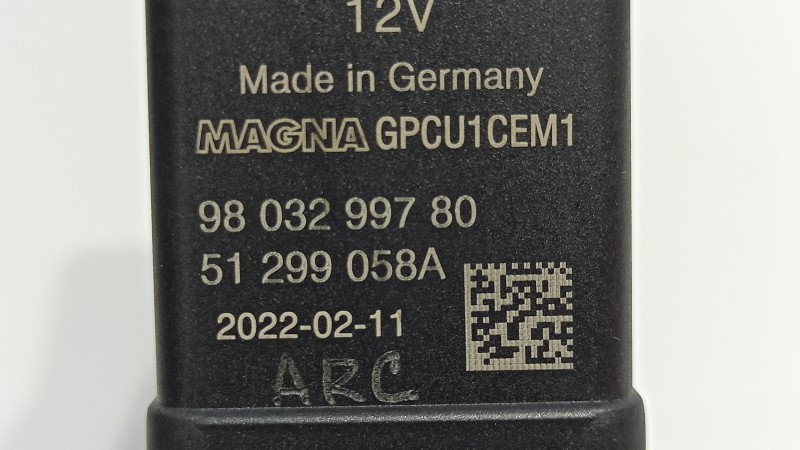 12V
Made in Germany
MAGNA GPCU1CEM1
98 032 997 80
51 299 058A
2022-02-11
ARC